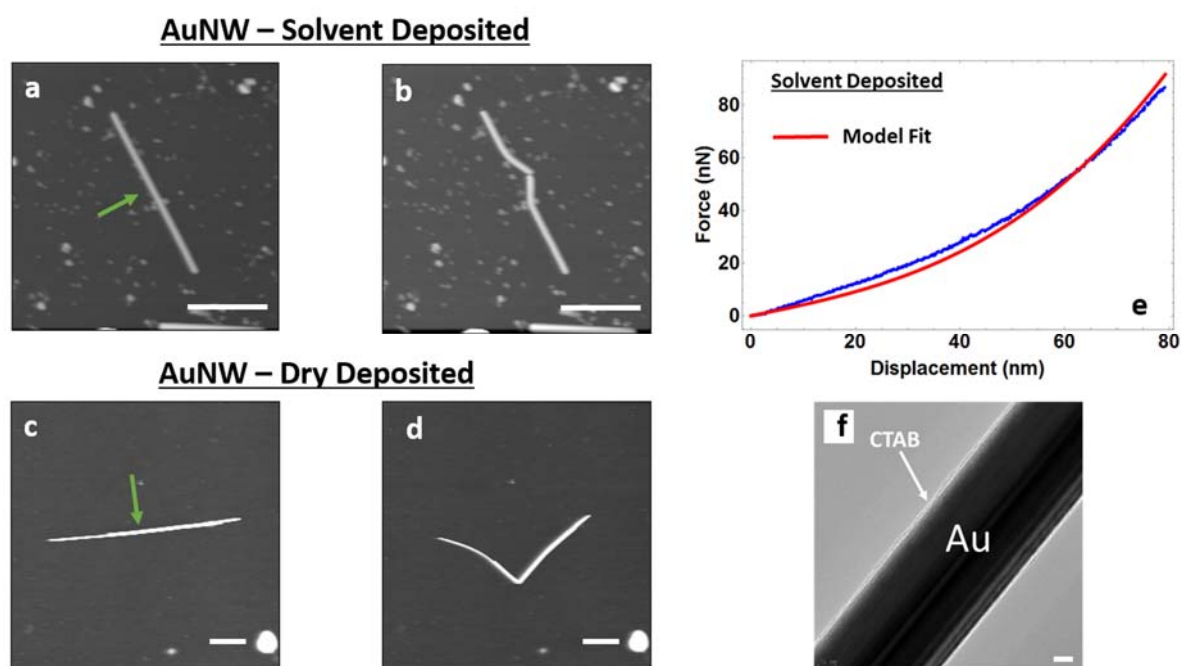 AuNW – Solvent Deposited
a
b
Solvent Deposited
Model Fit
Force (nN)
80
60
40
20
0
0 20 40 60 80
Displacement (nm)
e
AuNW – Dry Deposited
c
d
f
CTAB
Au